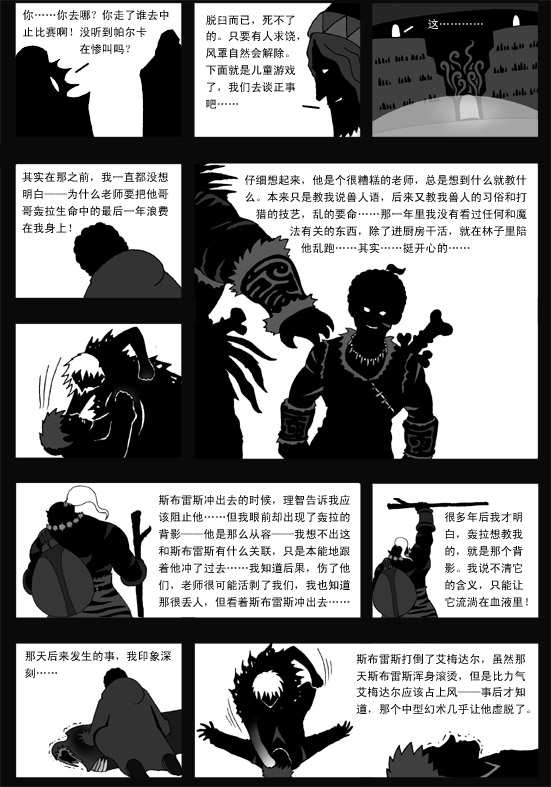 你……你去哪？你走了谁去中
止比赛啊！没听到帕尔卡
在惨叫吗？
脱臼而已，死不了
的。只要有人求饶，
风罩自然会解除。
下面就是儿童游戏
了，我们去谈正事
吧……
这…………
其实在那之前，我一直都没想
明白——为什么老师要把他哥
哥轰拉生命中的最后一年浪费
在我身上！
仔细想起来，他是个很糟糕的老师，总是想到什么就教什
么。本来只是教我说兽人语，后来又教我兽人的习俗和打
猎的技艺，乱的要命……那一年里我没有看过任何和魔
法有关的东西，除了进厨房干活，就在林子里陪
他乱跑……其实……挺开心的……
斯布雷斯冲出去的时候，理智告诉我应
该阻止他……但我眼前却出现了轰拉的
背影——他是那么从容——我想不出这
和斯布雷斯有什么关联，只是本能地跟
着他冲了过去……我知道后果，伤了他
们，老师很可能活剥了我们，我也知道
那很丢人，但看着斯布雷斯冲出去……
很多年后我才明
白，轰拉想教我
的，就是那个背
影。我说不清它
的含义，只能让
它流淌在血液里！
那天后来发生的事，我印象深
刻……
斯布雷斯打倒了艾梅达尔，虽然那
天斯布雷斯浑身滚烫，但是比力气
艾梅达尔应该占上风——事后才知
道，那个中型幻术几乎让他虚脱了。